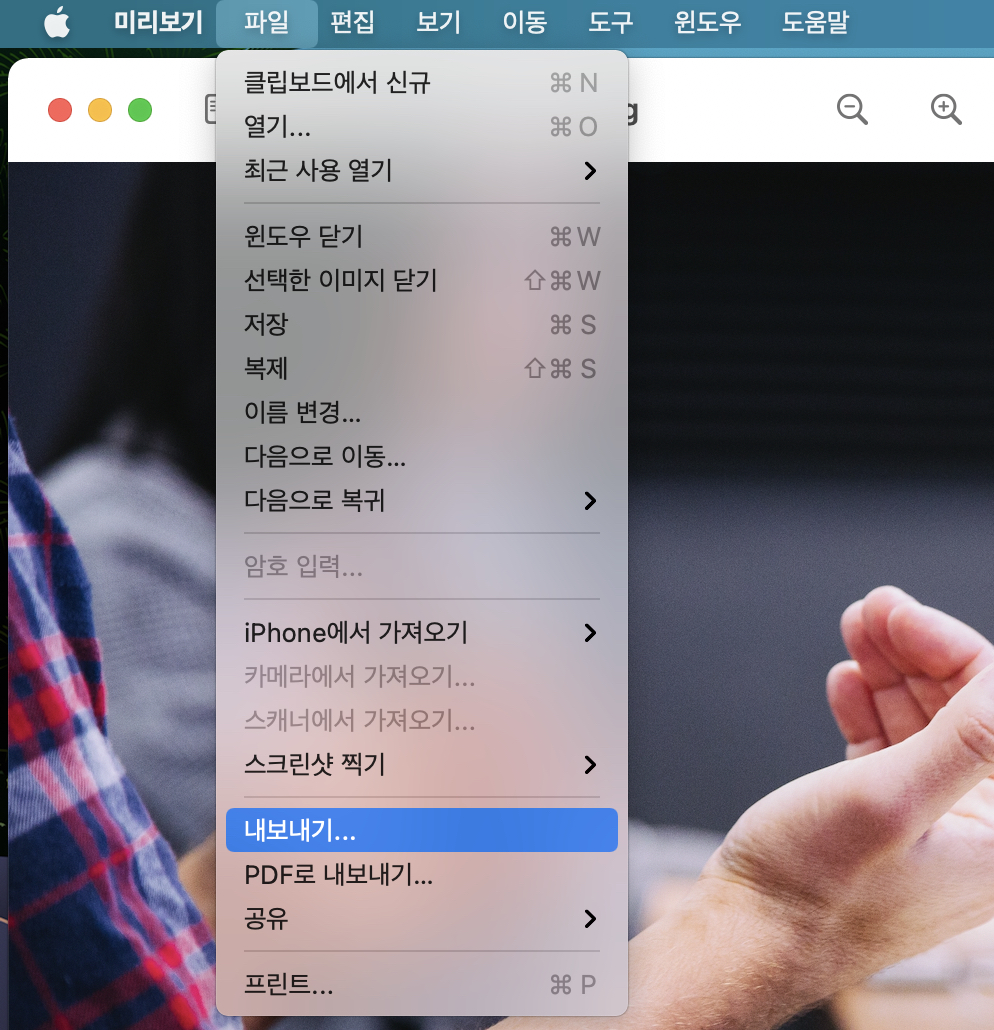 미리보기 파일 편집 보기 이동 도구 윈도우 도움말
g
클립보드에서 신규 ⌘ N
열기... ⌘ O
최근 사용 열기
윈도우 닫기 ⌘ W
선택한 이미지 닫기 ⇧⌘ W
저장 ⌘ S
복제 ⇧⌘ S
이름 변경...
다음으로 이동...
다음으로 복귀
암호 입력...
iPhone에서 가져오기
카메라에서 가져오기...
스캐너에서 가져오기...
스크린샷 찍기
내보내기...
PDF로 내보내기...
공유
프린트... ⌘ P